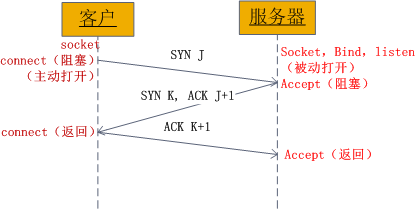 客户
服务器
socket
connect（阻塞）
（主动打开）
SYN J
Socket, Bind, listen
（被动打开）
Accept（阻塞）
SYN K, ACK J+1
connect（返回）
ACK K+1
Accept（返回）